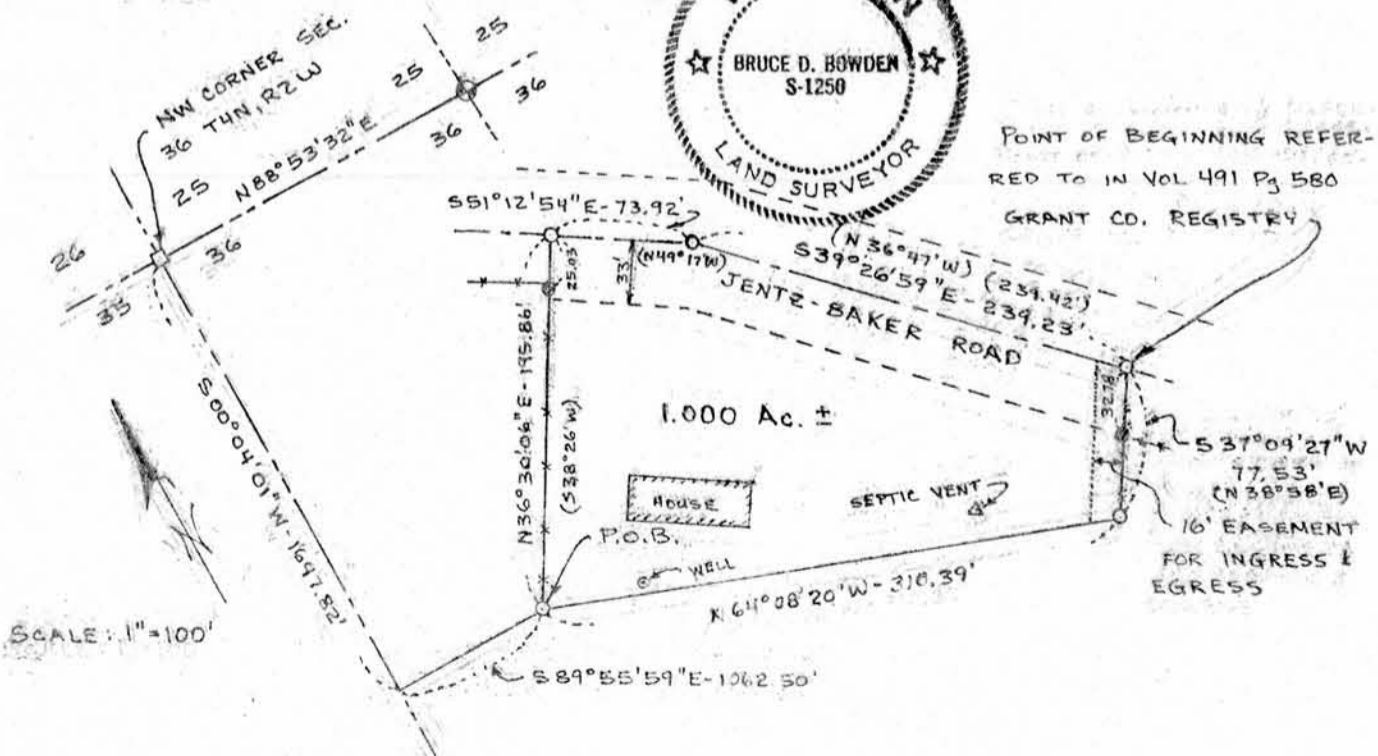 NW CORNER SEC.
36 T4N, R2W
25
25
36
25
36
N88°53'32"E
25
36
26
36
35
BRUCE D. BOWDEN
S-1250
LAND SURVEYOR
POINT OF BEGINNING REFER-
RED TO IN VOL 491 Pg 580
GRANT CO. REGISTRY
S51°12'54"E-73.92'
(N36°47'W) (239.42')
S39°26'59"E-239.23'
(N49°17'W)
33'
25.03'
JENTZ-BAKER ROAD
N36°30'06"E-195.86'
(S38°26'W)
1.000 Ac. ±
32.78'
S37°09'27"W
77.53'
(N38°58'E)
16' EASEMENT
FOR INGRESS &
EGRESS
HOUSE
SEPTIC VENT
P.O.B.
WELL
N64°08'20"W-310.39'
S00°04'01"W-1697.82'
SCALE: 1"=100'
S89°55'59"E-1062.50'